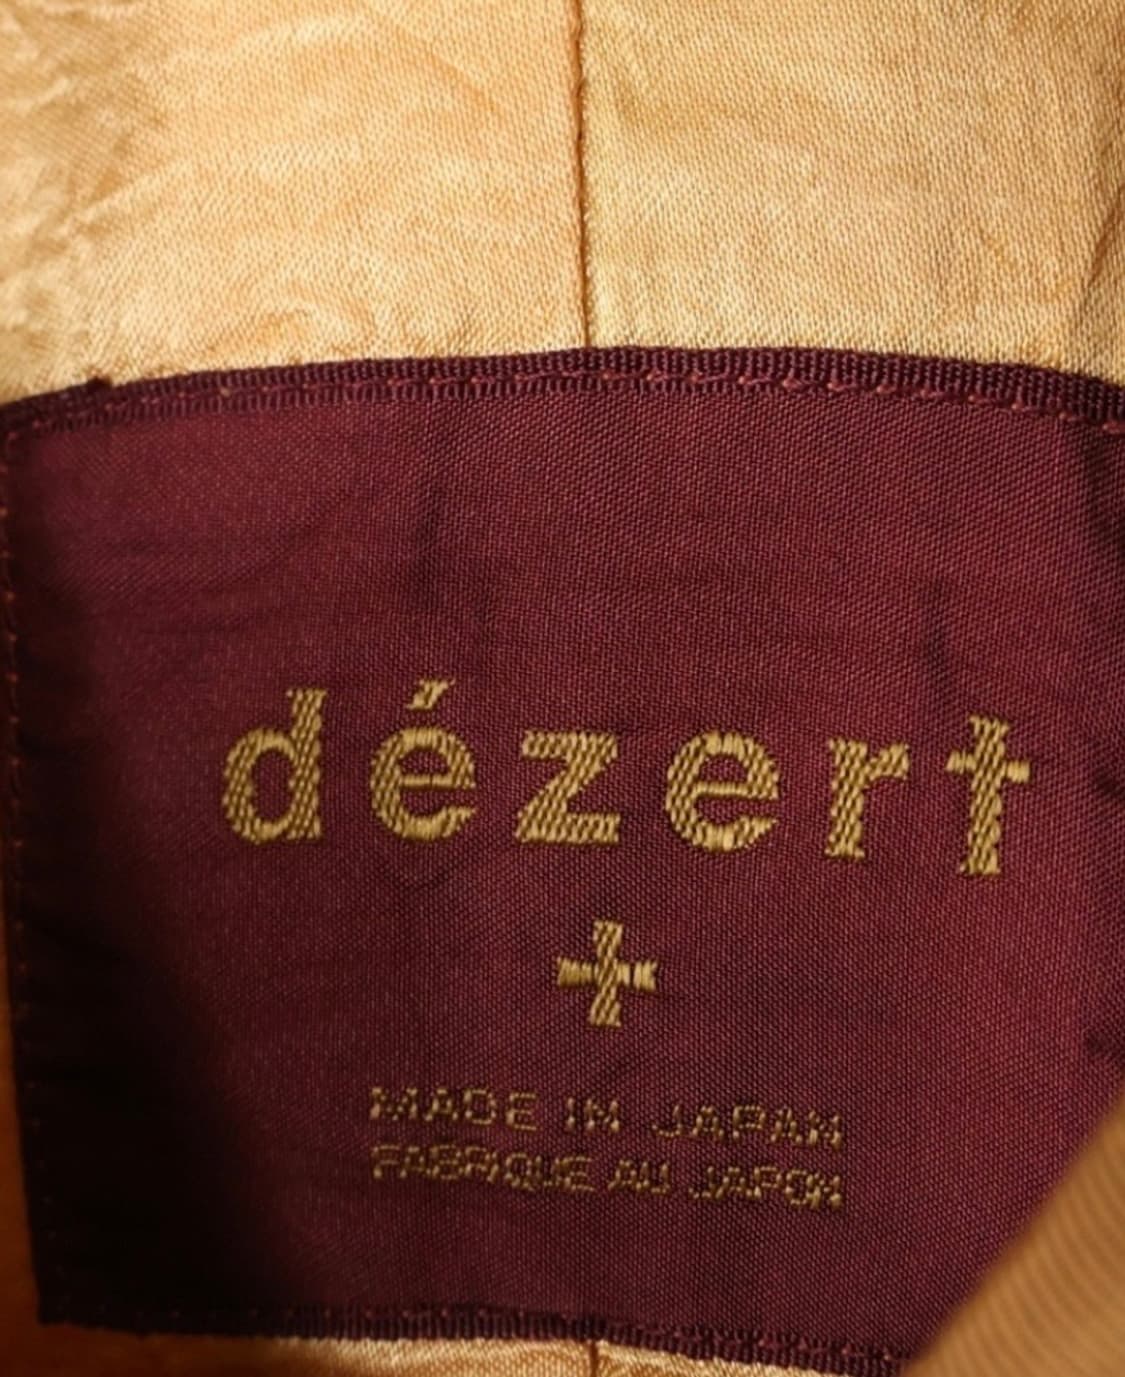 dézert
+
MADE IN JAPAN
FABRIQUE AU JAPON